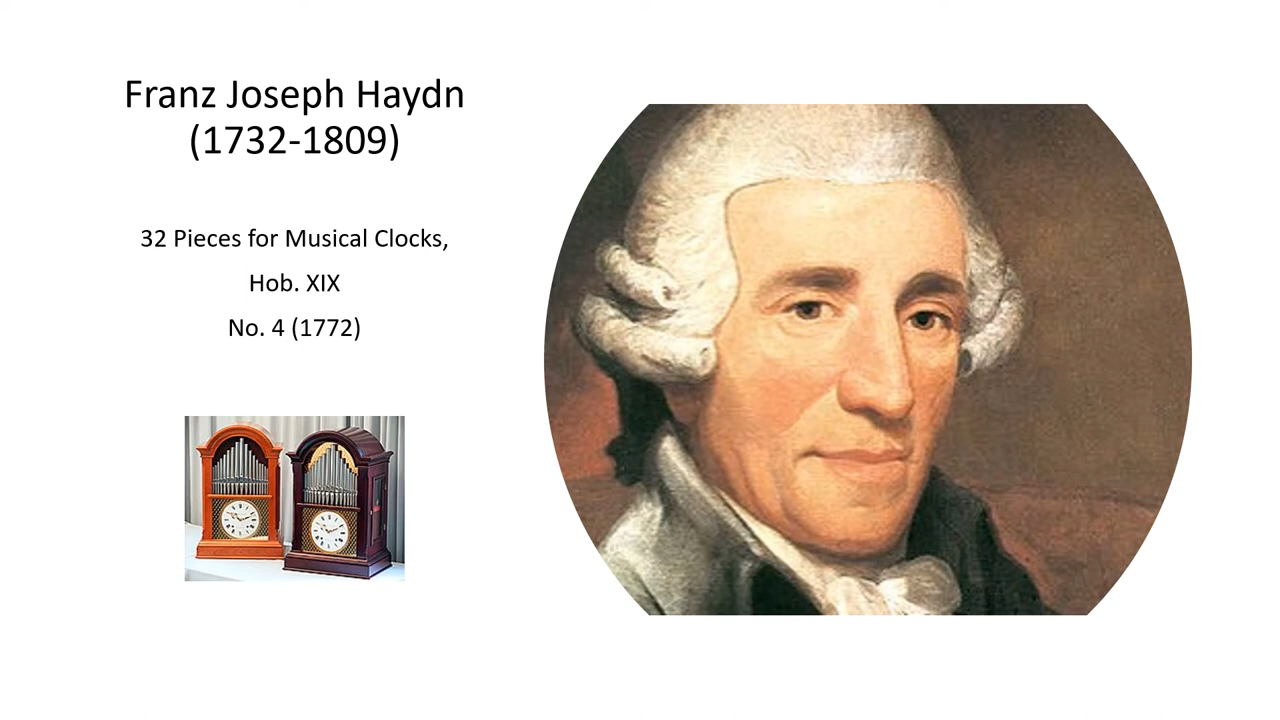 Franz Joseph Haydn
(1732-1809)
32 Pieces for Musical Clocks,
Hob. XIX
No. 4 (1772)